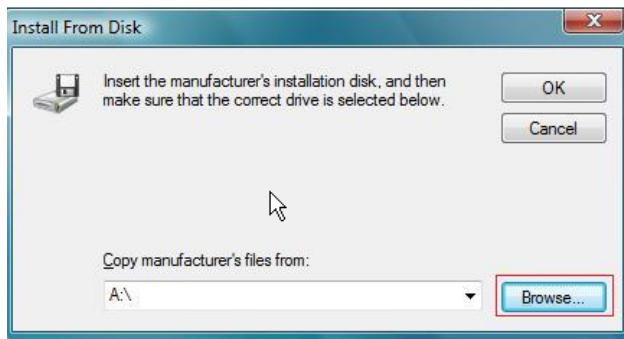 Install From Disk
Insert the manufacturer's installation disk, and then
make sure that the correct drive is selected below.
OK
Cancel
Copy manufacturer's files from:
A:\
Browse...